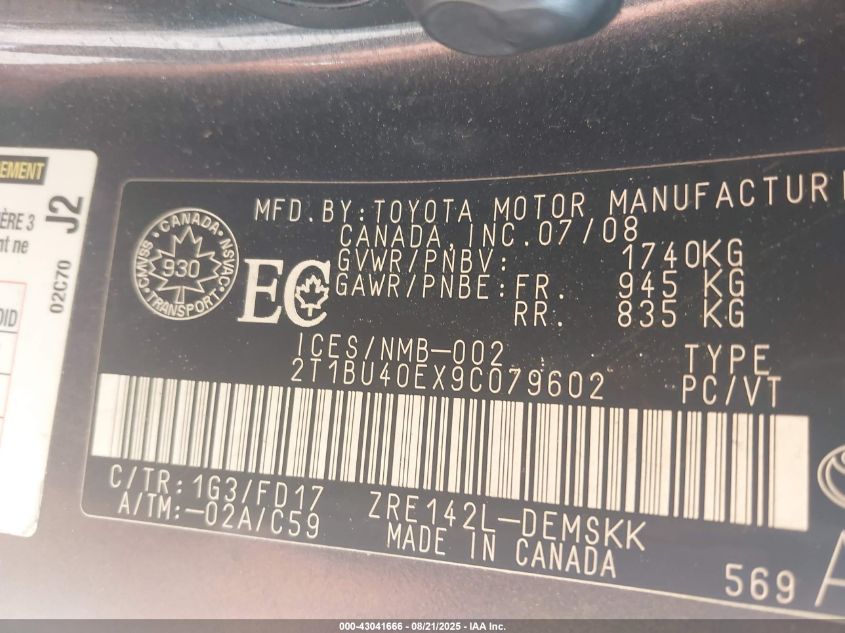 EMENT
ÈRE 3
nt ne
J2
02C70
OID
CANADA
CMVSS
NSVAC
930
TRANSPORT
EC
MFD.BY:TOYOTA MOTOR MANUFACTURI
CANADA,INC.07/08
GVWR/PNBV: 1740KG
GAWR/PNBE:FR. 945 KG
RR. 835 KG
ICES/NMB-002
2T1BU40EX9C079602
TYPE
PC/VT
C/TR:1G3/FD17
A/TM:-02A/C59
ZRE142L-DEMSKK
MADE IN CANADA
569
A
000-43041666 - 08/21/2025 - IAA Inc.